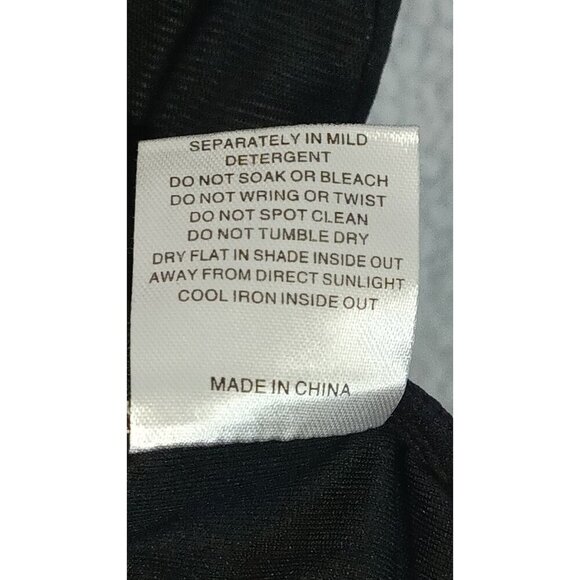 SEPARATELY IN MILD
DETERGENT
DO NOT SOAK OR BLEACH
DO NOT WRING OR TWIST
DO NOT SPOT CLEAN
DO NOT TUMBLE DRY
DRY FLAT IN SHADE INSIDE OUT
AWAY FROM DIRECT SUNLIGHT
COOL IRON INSIDE OUT
MADE IN CHINA